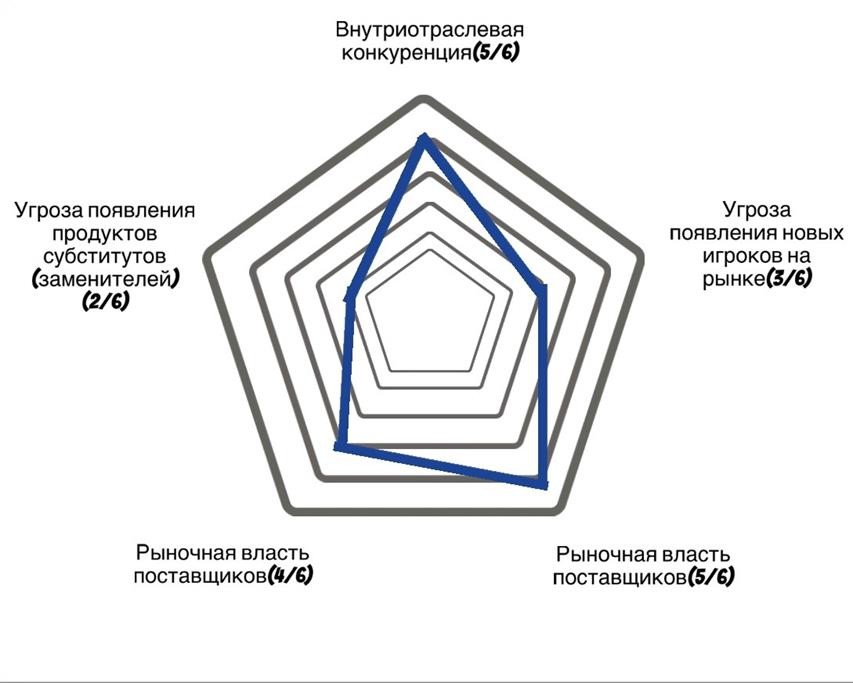 Внутриотраслевая
конкуренция(5/6)
Угроза появления
продуктов
субститутов
(заменителей)
(2/6)
Угроза
появления новых
игроков на
рынке(3/6)
Рыночная власть
поставщиков(4/6)
Рыночная власть
поставщиков(5/6)